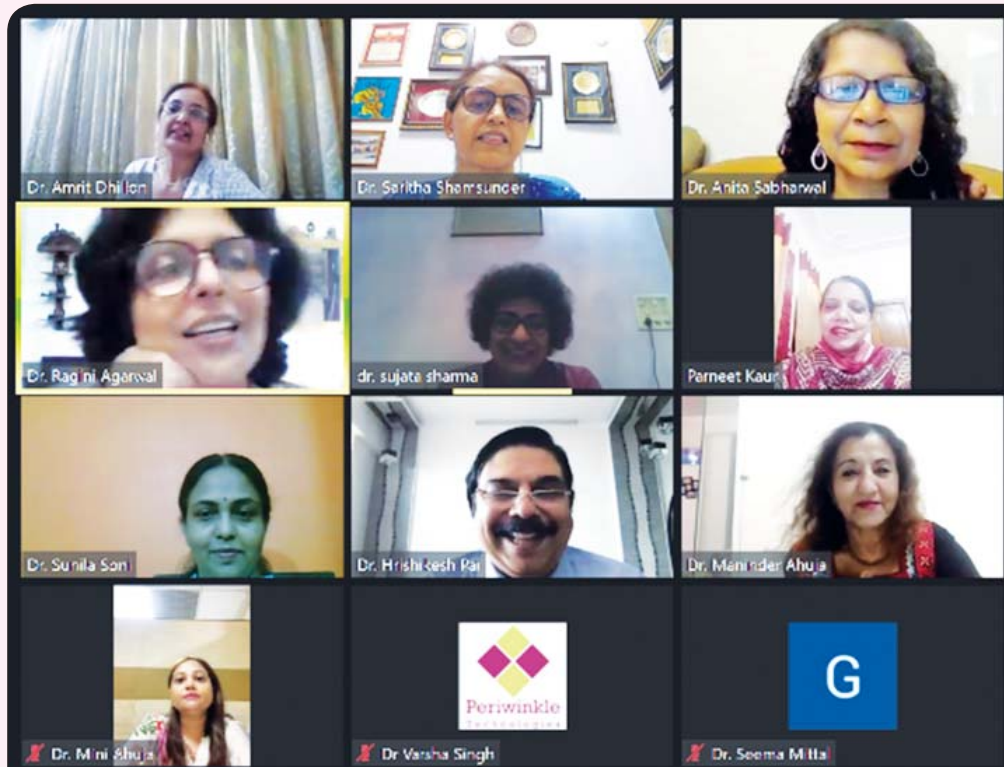 Dr. Amrit Dhillon
Dr. Saritha Shamsunder
Dr. Anita Sabharwal
Dr. Ragini Agarwal
dr. sujata sharma
Parneet Kaur
Dr. Sunila Soni
Dr. Hrishikesh Pai
Dr. Maninder Ahuja
Periwinkle
Technologies
G
Dr. Mini Ahuja
Dr Varsha Singh
Dr. Seema Mittal